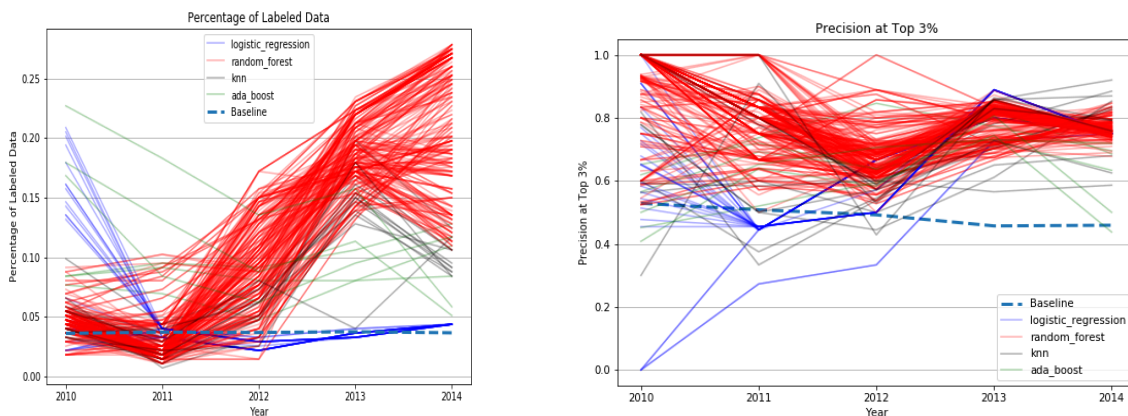 Percentage of Labeled Data
Percentage of Labeled Data
0.25
0.20
0.15
0.10
0.05
0.00
logistic_regression
random_forest
knn
ada_boost
Baseline
2010 2011 2012 2013 2014
Year
Precision at Top 3%
Precision at Top 3%
1.0
0.8
0.6
0.4
0.2
0.0
Baseline
logistic_regression
random_forest
knn
ada_boost
2010 2011 2012 2013 2014
Year